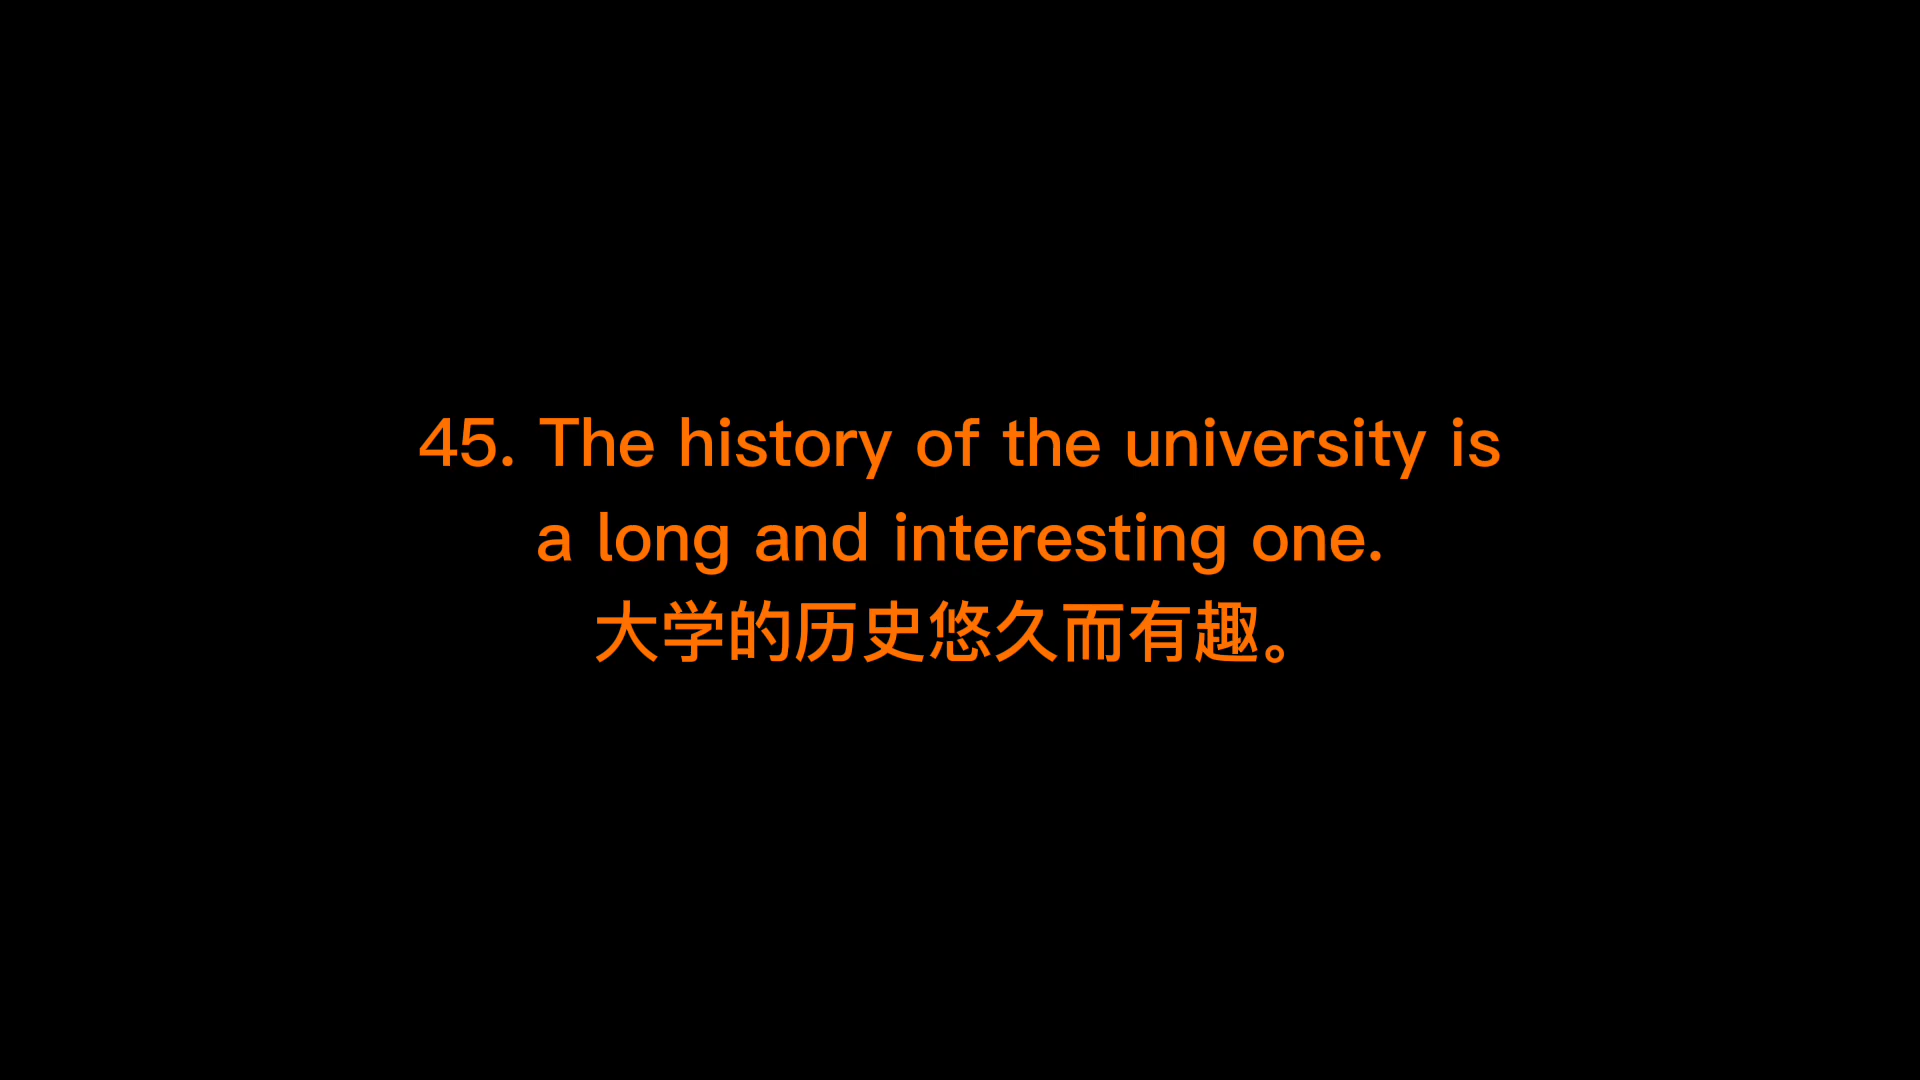 45. The history of the university is
a long and interesting one.
大学的历史悠久而有趣。